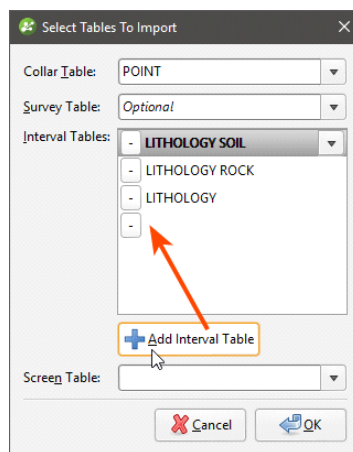 Select Tables To Import
Collar Table: POINT
Survey Table: Optional
Interval Tables: - LITHOLOGY SOIL
- LITHOLOGY ROCK
- LITHOLOGY
-
Add Interval Table
Screen Table:
Cancel OK